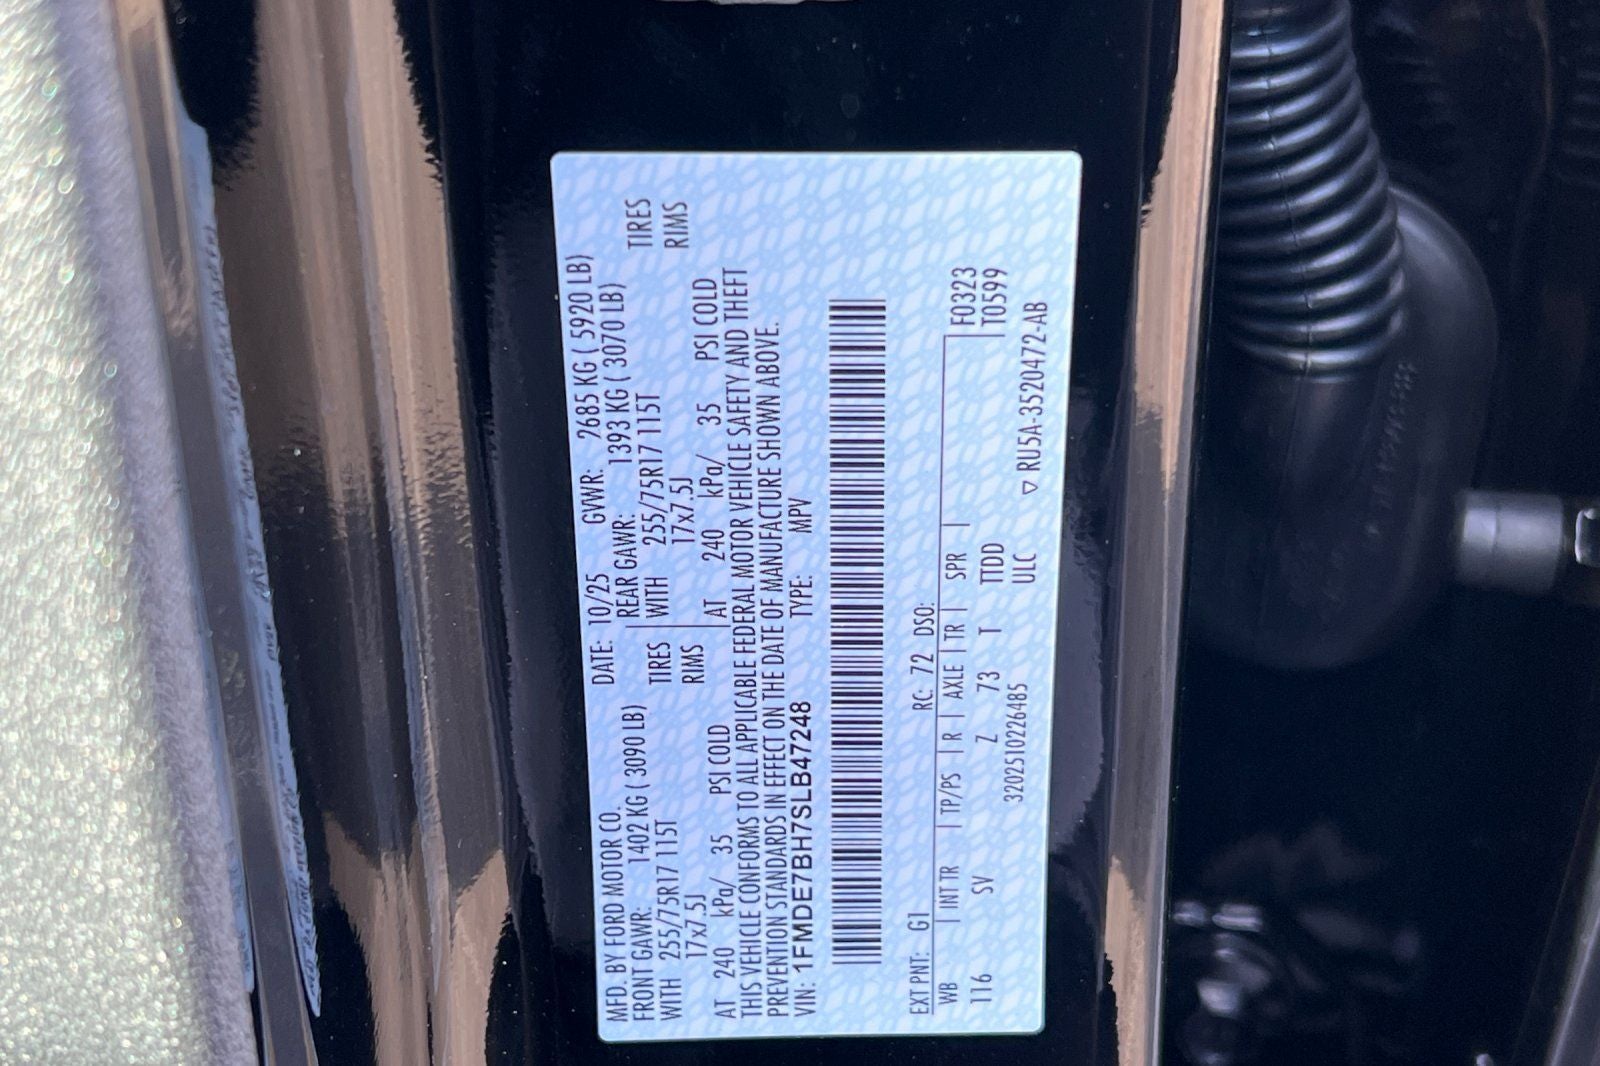 MFD. BY FORD MOTOR CO. DATE: 10/25 GVWR: 2685 KG ( 5920 LB)
FRONT GAWR: 1402 KG ( 3090 LB) REAR GAWR: 1393 KG ( 3070 LB)
WITH 255/75R17 115T TIRES WITH 255/75R17 115T TIRES
17x7.5J RIMS 17x7.5J RIMS
AT 240 kPa/ 35 PSI COLD AT 240 kPa/ 35 PSI COLD
THIS VEHICLE CONFORMS TO ALL APPLICABLE FEDERAL MOTOR VEHICLE SAFETY AND THEFT
PREVENTION STANDARDS IN EFFECT ON THE DATE OF MANUFACTURE SHOWN ABOVE.
VIN: 1FMDE7BH7SLB47248 TYPE: MPV
EXT PNT: G1 RC: 72 DSO:
WB INT TR TP/PS R AXLE TR SPR F0323
116 SV Z 73 T TTDD T0599
3202510226485 ULC ▽ RU5A-3520472-AB